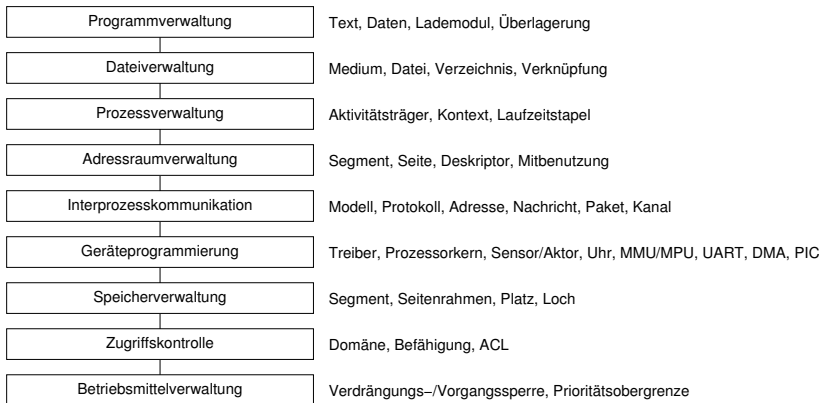 Programmverwaltung Text, Daten, Lademodul, Überlagerung
Dateiverwaltung Medium, Datei, Verzeichnis, Verknüpfung
Prozessverwaltung Aktivitätsträger, Kontext, Laufzeitstapel
Adressraumverwaltung Segment, Seite, Deskriptor, Mitbenutzung
Interprozesskommunikation Modell, Protokoll, Adresse, Nachricht, Paket, Kanal
Geräteprogrammierung Treiber, Prozessorkern, Sensor/Aktor, Uhr, MMU/MPU, UART, DMA, PIC
Speicherverwaltung Segment, Seitenrahmen, Platz, Loch
Zugriffskontrolle Domäne, Befähigung, ACL
Betriebsmittelverwaltung Verdrängungs−/Vorgangssperre, Prioritätsobergrenze